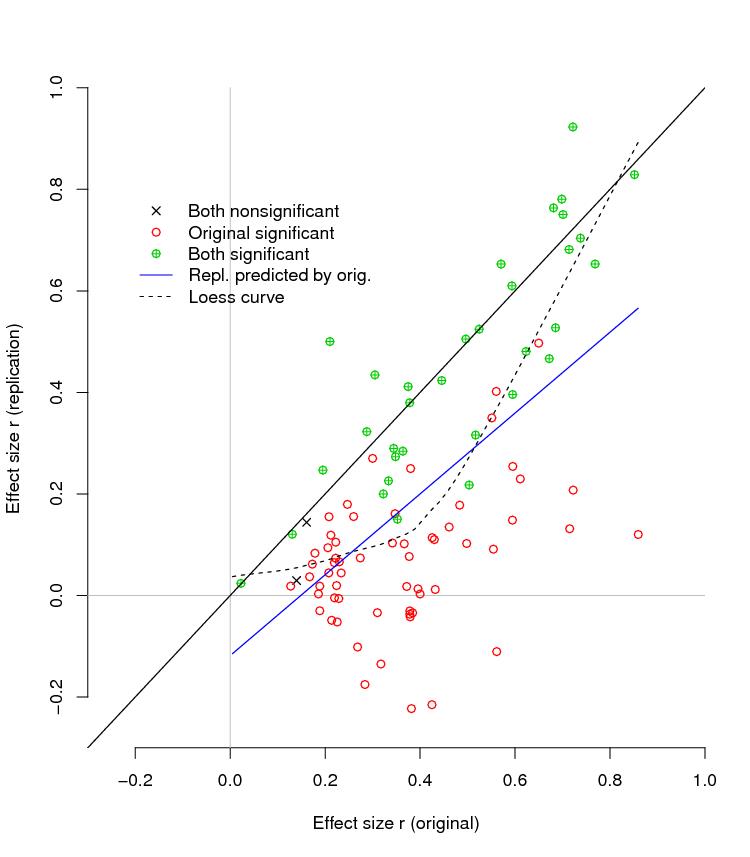 1.0
0.8
0.6
0.4
0.2
0.0
−0.2
Effect size r (replication)
Both nonsignificant
Original significant
Both significant
Repl. predicted by orig.
Loess curve
−0.2 0.0 0.2 0.4 0.6 0.8 1.0
Effect size r (original)